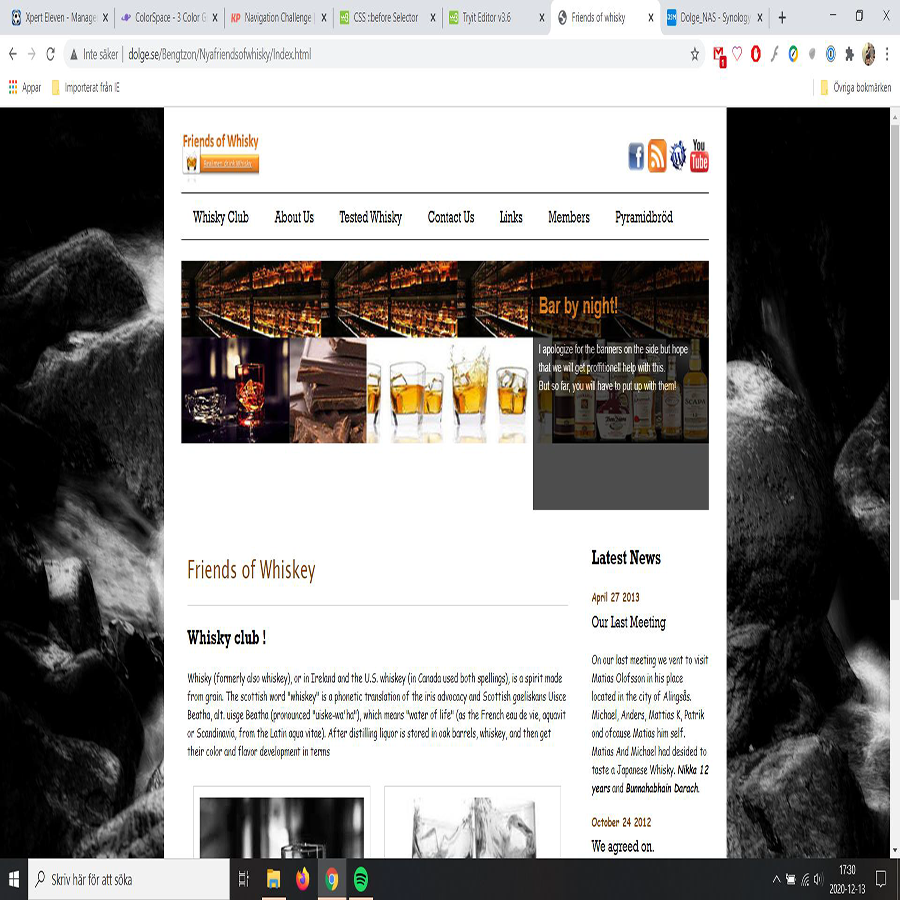 Xpert Eleven - Manage
ColorSpace - 3 Color G
Navigation Challenge
CSS ::before Selector
Tryit Editor v3.6
Friends of whisky
Dolge_NAS - Synology
Inte säker
dolge.se/Bengtzon/Nyafriendsofwhisky/Index.html
Appar
Importerat från IE
Övriga bokmärken
Friends of Whisky
You
Tube
Whisky Club
About Us
Tested Whisky
Contact Us
Links
Members
Pyramidbröd
Bar by night!
I apologize for the banners on the side but hope
that we will get proffitionell help with this.
But so far, you will have to put up with them!
Friends of Whiskey
Whisky club !
Whisky (formerly also whiskey), or in Ireland and the U.S. whiskey (in Canada used both spellings), is a spirit made
from grain. The scottish word "whiskey" is a phonetic translation of the iris advocacy and Scottish gaeliskans Uisce
Beatha, alt. uisge Beatha (pronounced "uiske-wa'ha"), which means "water of life" (as the French eau de vie, aquavit
or Scandinavia, from the Latin aqua vitae). After distilling liquor is stored in oak barrels, whiskey, and then get
their color and flavor development in terms
Latest News
April 27 2013
Our Last Meeting
On our last meeting we vent to visit
Matias Olofsson in his place
located in the city of Alingsås.
Michael, Anders, Mattias K, Patrik
and ofcause Matias him self.
Matias And Michael had desided to
taste a Japanese Whisky. Nikka 12
years and Bunnahabhain Darach.
October 24 2012
We agreed on.
Skriv här för att söka
17:30
2020-12-13